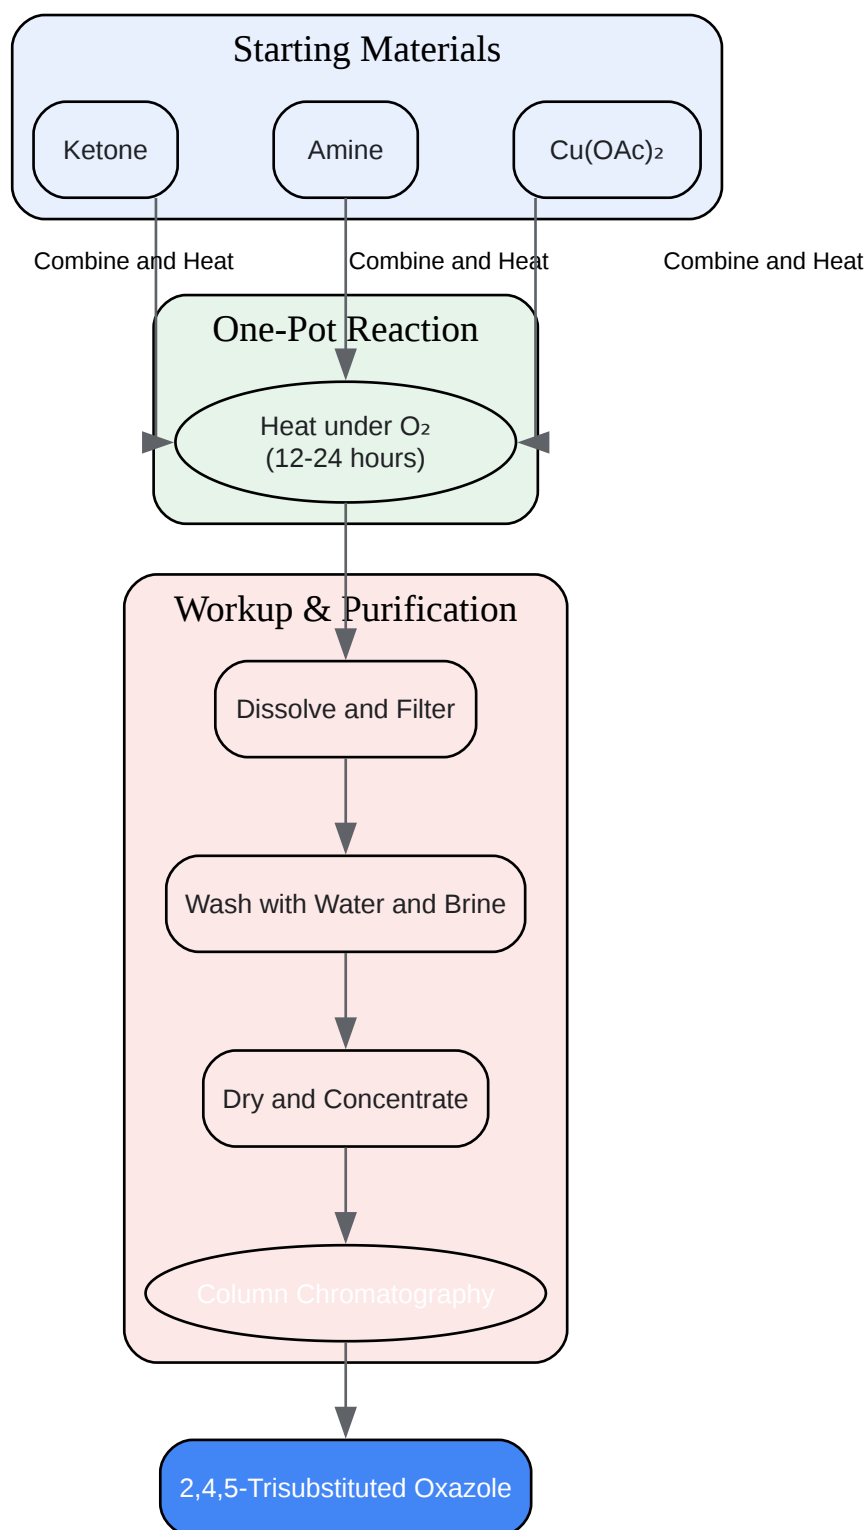 Starting Materials
Ketone
Amine
Cu(OAc)₂
Combine and Heat
Combine and Heat
Combine and Heat
One-Pot Reaction
Heat under O₂
(12-24 hours)
Workup & Purification
Dissolve and Filter
Wash with Water and Brine
Dry and Concentrate
Column Chromatography
2,4,5-Trisubstituted Oxazole